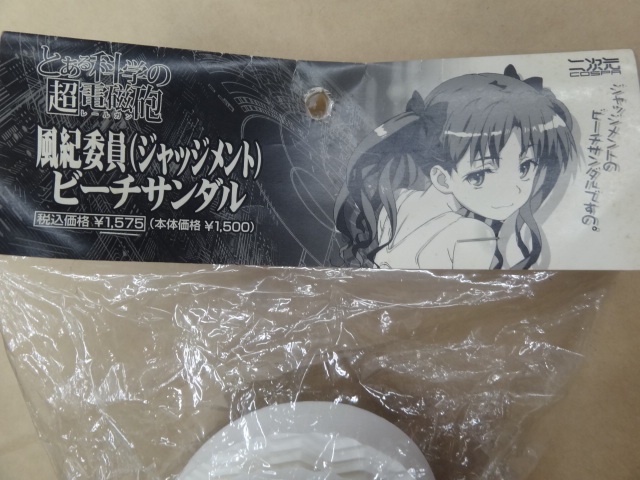 とある科学の
超電磁砲
レールガン
風紀委員(ジャッジメント)
ビーチサンダル
税込価格 ¥1,575 (本体価格 ¥1,500)
二次元
COSPA
ジャッジメントの
ビーチサンダルですの。